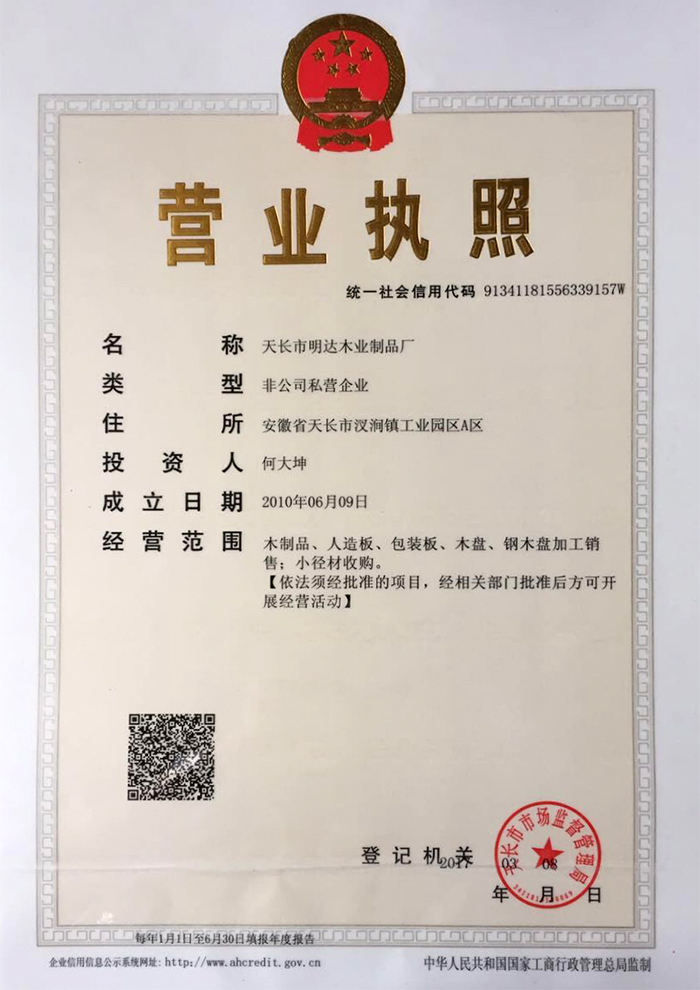 营业执照
统一社会信用代码 91341181556339157W
名称 天长市明达木业制品厂
类型 非公司私营企业
住所 安徽省天长市汊涧镇工业园区A区
投资人 何大坤
成立日期 2010年06月09日
经营范围 木制品、人造板、包装板、木盘、钢木盘加工销
售；小径材收购。
【依法须经批准的项目，经相关部门批准后方可开
展经营活动】
天长市市场监督管理局
登记机关
03 08
年 月 日
每年1月1日至6月30日填报年度报告
企业信用信息公示系统网址: http://www.ahcredit.gov.cn
中华人民共和国国家工商行政管理总局监制